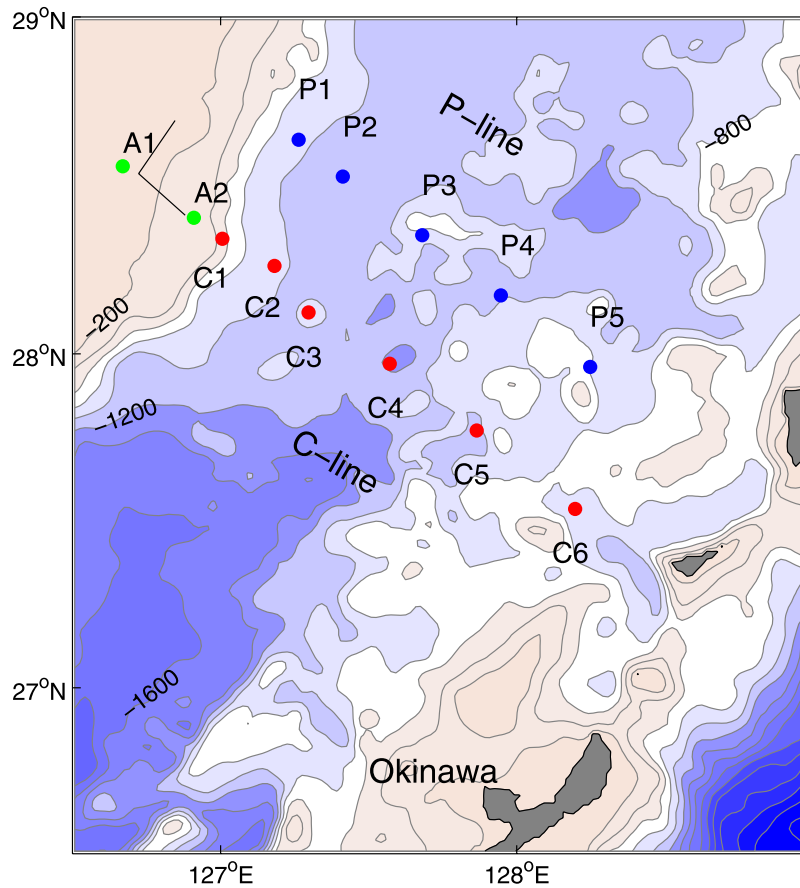 29°N
P1
P2
P–line
–800
A1
A2
P3
C1
P4
C2
–200
P5
28°N
C3
C4
–1200
C–line
C5
C6
27°N
–1600
Okinawa
127°E
128°E